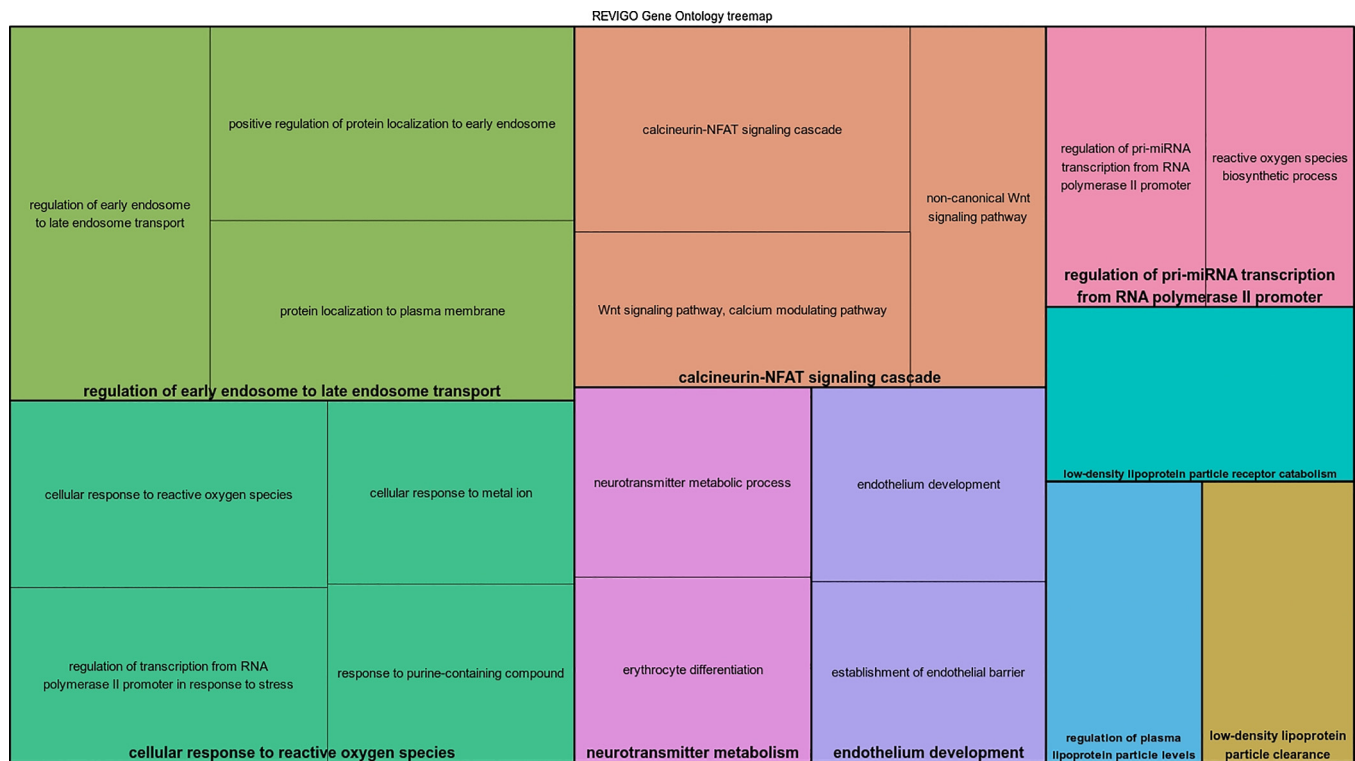 REVIGO Gene Ontology treemap
regulation of early endosome
to late endosome transport
positive regulation of protein localization to early endosome
protein localization to plasma membrane
regulation of early endosome to late endosome transport
calcineurin-NFAT signaling cascade
non-canonical Wnt
signaling pathway
Wnt signaling pathway, calcium modulating pathway
calcineurin-NFAT signaling cascade
regulation of pri-miRNA
transcription from RNA
polymerase II promoter
reactive oxygen species
biosynthetic process
regulation of pri-miRNA transcription
from RNA polymerase II promoter
low-density lipoprotein particle receptor catabolism
cellular response to reactive oxygen species
cellular response to metal ion
regulation of transcription from RNA
polymerase II promoter in response to stress
response to purine-containing compound
cellular response to reactive oxygen species
neurotransmitter metabolic process
erythrocyte differentiation
neurotransmitter metabolism
endothelium development
establishment of endothelial barrier
endothelium development
regulation of plasma
lipoprotein particle levels
low-density lipoprotein
particle clearance